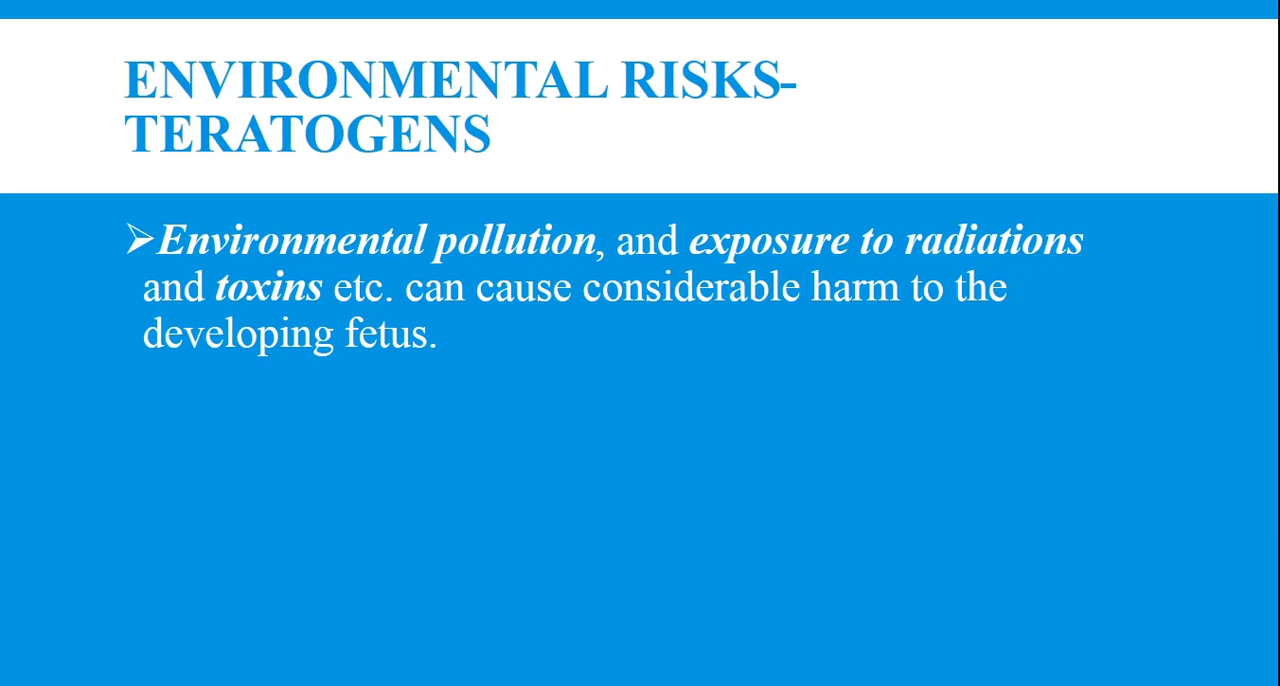 ENVIRONMENTAL RISKS-
TERATOGENS
➢Environmental pollution, and exposure to radiations
and toxins etc. can cause considerable harm to the
developing fetus.